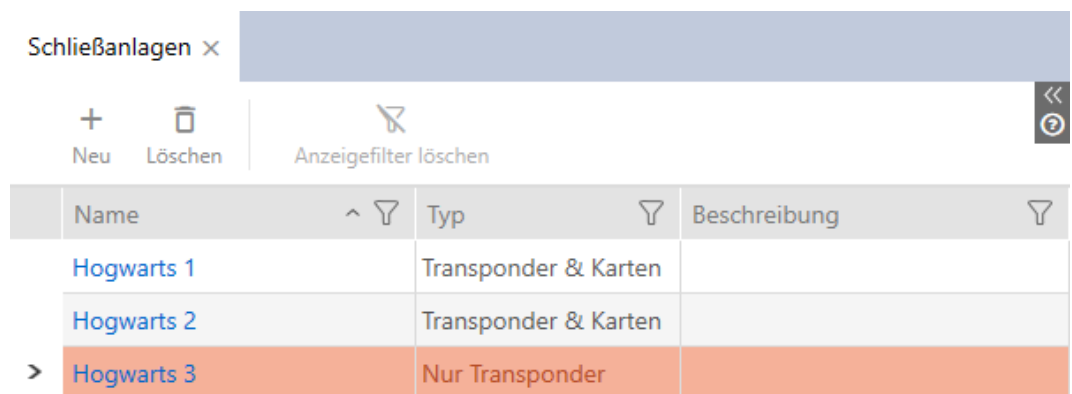 Schließanlagen
Neu Löschen Anzeigefilter löschen
Name Typ Beschreibung
Hogwarts 1 Transponder & Karten
Hogwarts 2 Transponder & Karten
Hogwarts 3 Nur Transponder